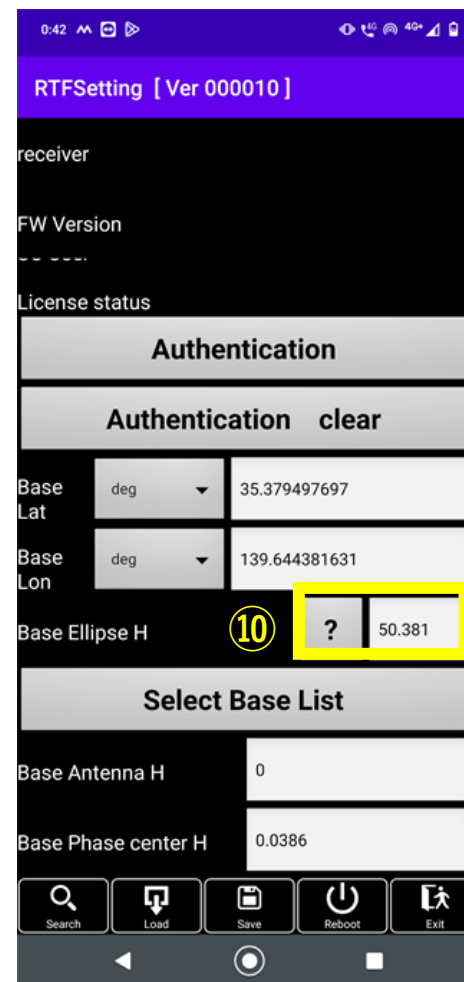 0:42 4G 4G+
RTFSetting [ Ver 000010 ]
receiver
FW Version
License status
Authentication
Authentication clear
Base Lat deg 35.379497697
Base Lon deg 139.644381631
Base Ellipse H ⑩ ? 50.381
Select Base List
Base Antenna H 0
Base Phase center H 0.0386
Search Load Save Reboot Exit